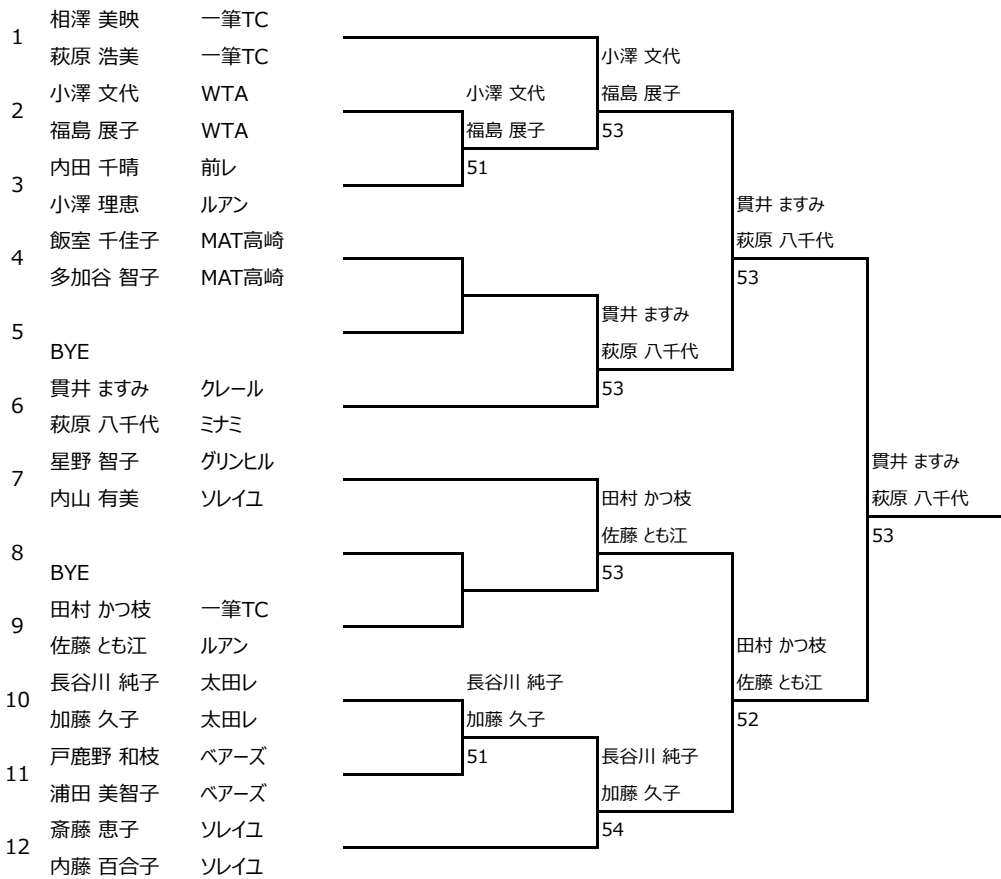 1
相澤 美映 一筆TC
萩原 浩美 一筆TC
2
小澤 文代 WTA
福島 展子 WTA
3
内田 千晴 前レ
小澤 理恵 ルアン
4
飯室 千佳子 MAT高崎
多加谷 智子 MAT高崎
5
BYE
6
貫井 ますみ クレール
萩原 八千代 ミナミ
7
星野 智子 グリンヒル
内山 有美 ソレイユ
8
BYE
9
田村 かつ枝 一筆TC
佐藤 とも江 ルアン
10
長谷川 純子 太田レ
加藤 久子 太田レ
11
戸鹿野 和枝 ベアーズ
浦田 美智子 ベアーズ
12
斎藤 恵子 ソレイユ
内藤 百合子 ソレイユ
小澤 文代
福島 展子
51
長谷川 純子
加藤 久子
51
小澤 文代
福島 展子
53
貫井 ますみ
萩原 八千代
53
田村 かつ枝
佐藤 とも江
53
長谷川 純子
加藤 久子
54
貫井 ますみ
萩原 八千代
53
田村 かつ枝
佐藤 とも江
52
貫井 ますみ
萩原 八千代
53